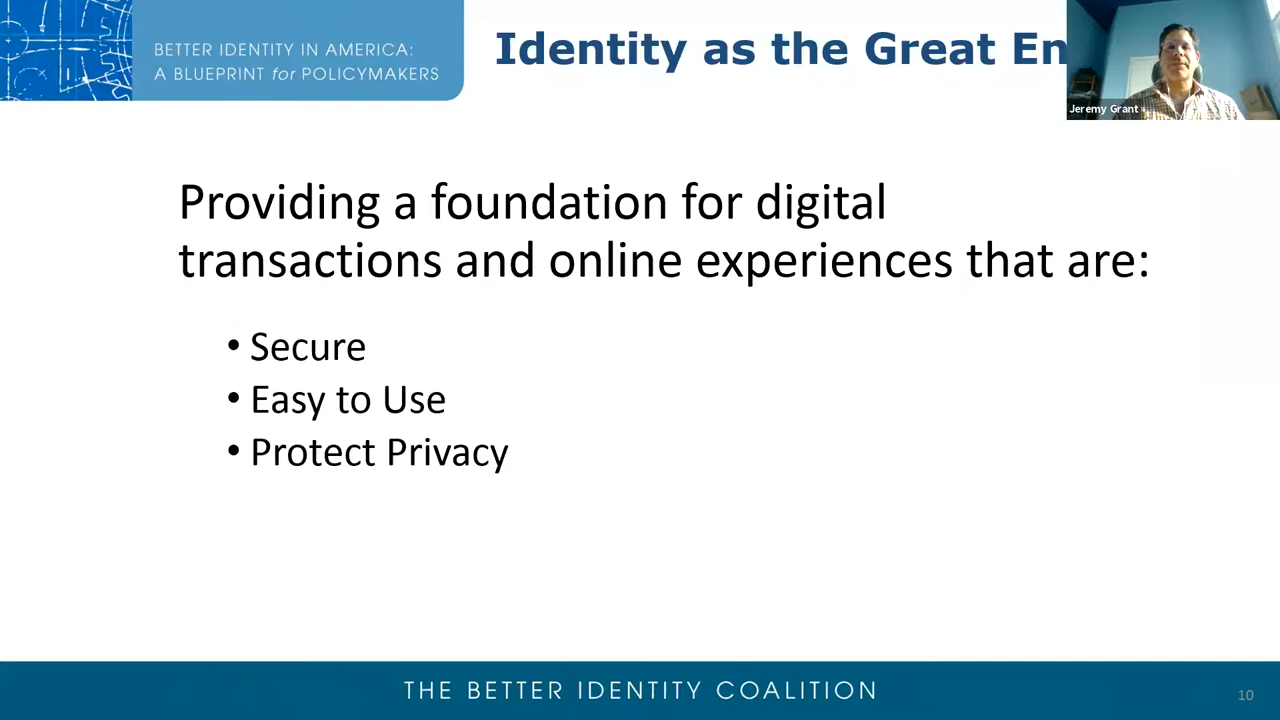 BETTER IDENTITY IN AMERICA:
A BLUEPRINT for POLICYMAKERS
Identity as the Great En
Jeremy Grant
Providing a foundation for digital
transactions and online experiences that are:
• Secure
• Easy to Use
• Protect Privacy
THE BETTER IDENTITY COALITION
10